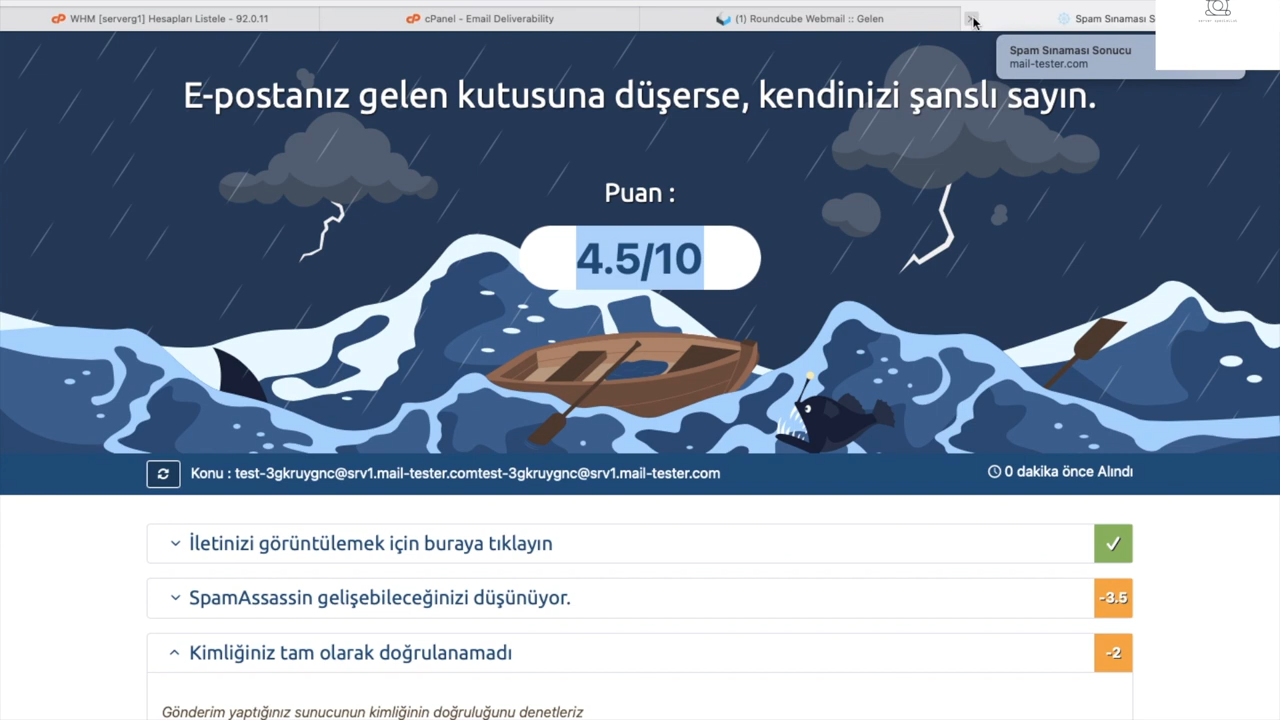 WHM [serverg1] Hesapları Listele - 92.0.11
cPanel - Email Deliverability
(1) Roundcube Webmail :: Gelen
Spam Sınaması S
Spam Sınaması Sonucu
mail-tester.com
E-postanız gelen kutusuna düşerse, kendinizi şanslı sayın.
Puan :
4.5/10
Konu : test-3gkruygnc@srv1.mail-tester.comtest-3gkruygnc@srv1.mail-tester.com
0 dakika önce Alındı
İletinizi görüntülemek için buraya tıklayın
SpamAssassin gelişebileceğinizi düşünüyor.
-3.5
Kimliğiniz tam olarak doğrulanamadı
-2
Gönderim yaptığınız sunucunun kimliğinin doğruluğunu denetleriz